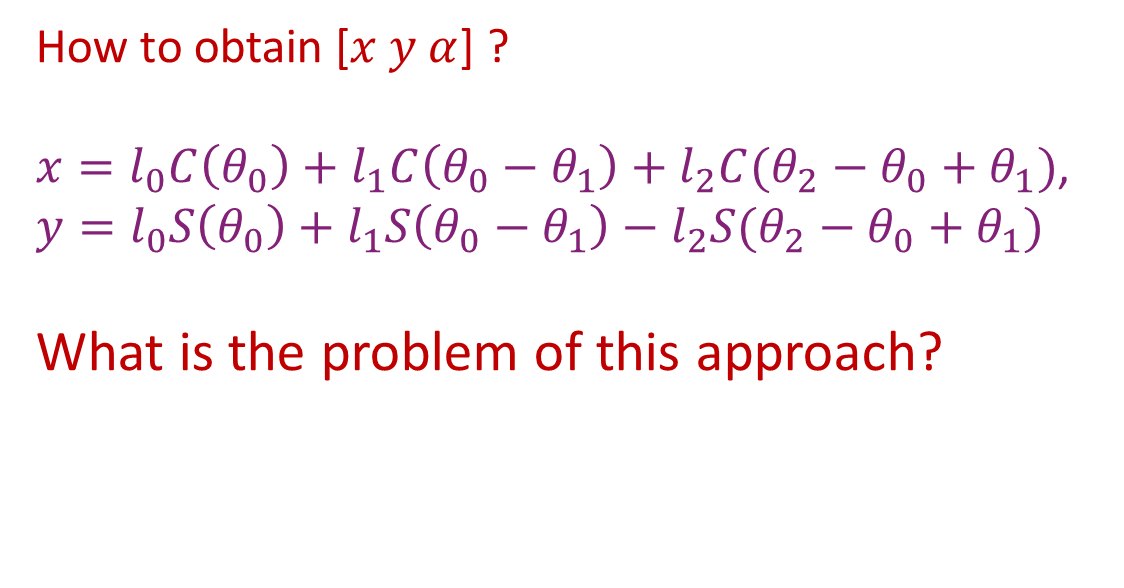 How to obtain [x y α] ?
x = l₀C(θ₀) + l₁C(θ₀ − θ₁) + l₂C(θ₂ − θ₀ + θ₁),
y = l₀S(θ₀) + l₁S(θ₀ − θ₁) − l₂S(θ₂ − θ₀ + θ₁)
What is the problem of this approach?